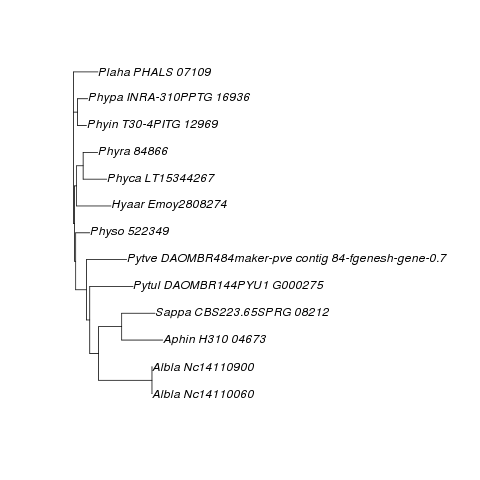 Plaha PHALS 07109
Phypa INRA-310PPTG 16936
Phyin T30-4PITG 12969
Phyra 84866
Phyca LT15344267
Hyaar Emoy2808274
Physo 522349
Pytve DAOMBR484maker-pve contig 84-fgenesh-gene-0.7
Pytul DAOMBR144PYU1 G000275
Sappa CBS223.65SPRG 08212
Aphin H310 04673
Albla Nc14110900
Albla Nc14110060